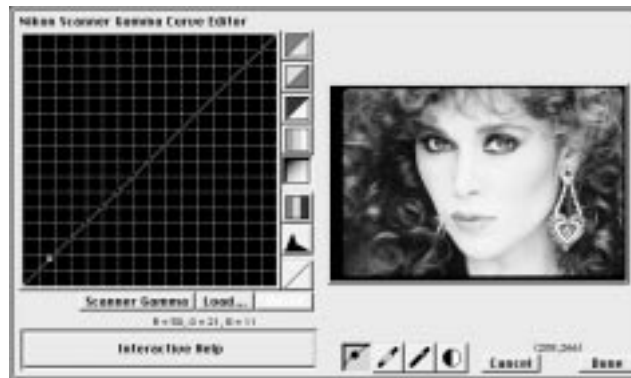 Nikon Scanner Gamma Curve Editor
Scanner Gamma Load...
Interactive Help
Cancel
Done